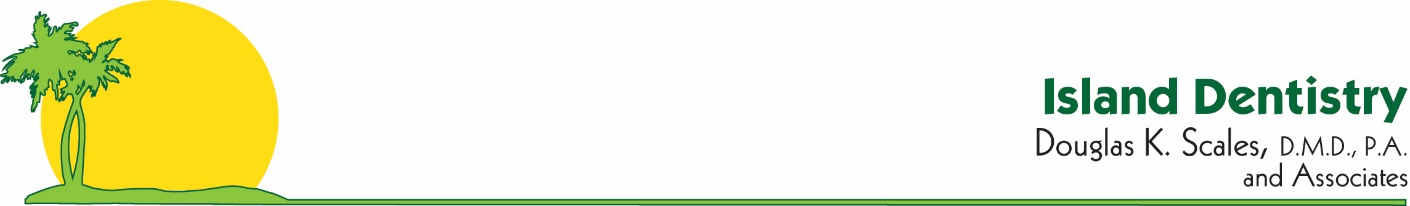 Island Dentistry
Douglas K. Scales, D.M.D., P.A.
and Associates